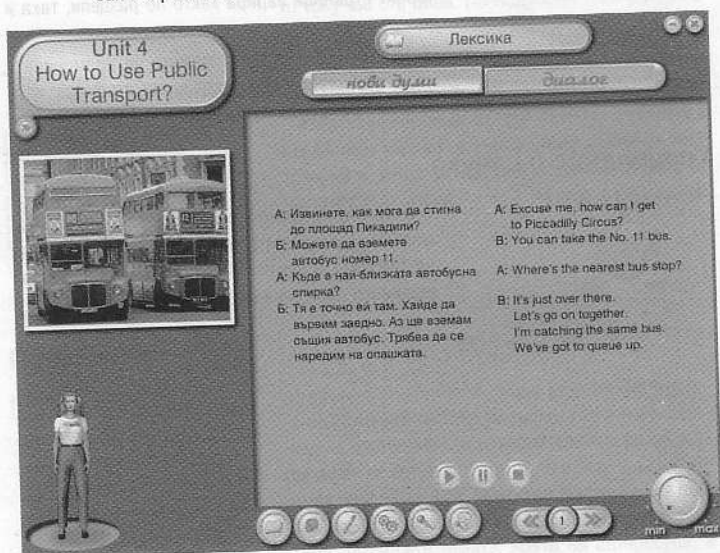 Unit 4
How to Use Public
Transport?
Лексика
нови думи
диалог
А: Извинете, как мога да стигна
до площад Пикадили?
Б: Можете да вземете
автобус номер 11.
А: Къде е най-близката автобусна
спирка?
Б: Тя е точно ей там. Хайде да
вървим заедно. Аз ще вземам
същия автобус. Трябва да се
наредим на опашката.
A: Excuse me, how can I get
to Piccadilly Circus?
B: You can take the No. 11 bus.
A: Where's the nearest bus stop?
B: It's just over there.
Let's go on together.
I'm catching the same bus.
We've got to queue up.
1
min
max